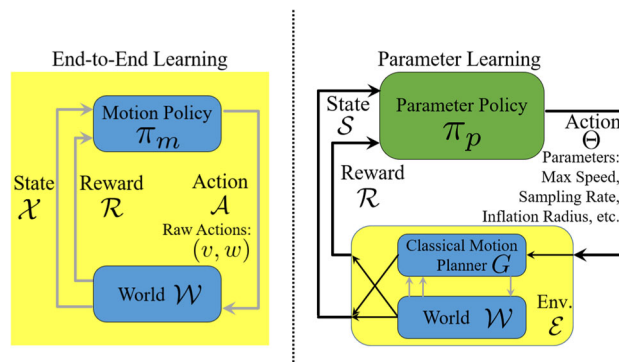 End-to-End Learning
Motion Policy
π_m
State
𝒳
Reward
ℛ
Action
𝒜
Raw Actions:
(v, w)
World 𝒲
Parameter Learning
State
𝒮
Parameter Policy
π_p
Action
Θ
Parameters:
Max Speed,
Sampling Rate,
Inflation Radius, etc.
Reward
ℛ
Classical Motion
Planner G
World 𝒲
Env.
ℰ